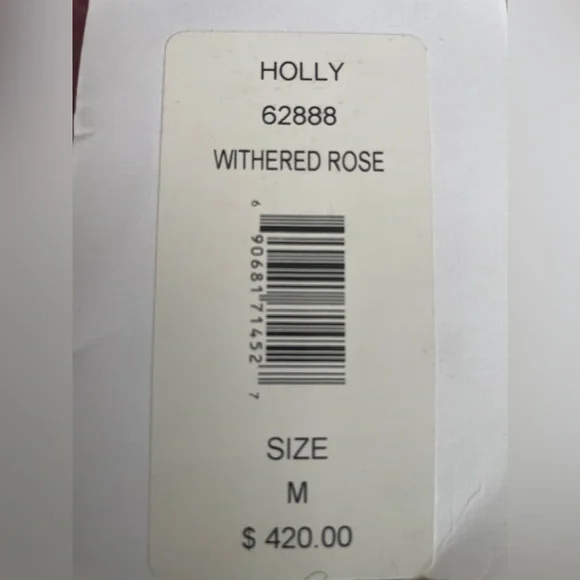 HOLLY
62888
WITHERED ROSE
6 90681 71452 7
SIZE
M
$ 420.00